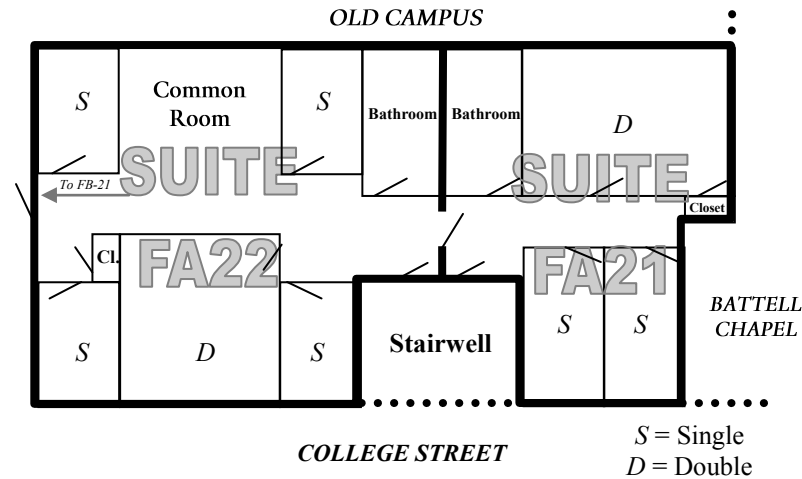 OLD CAMPUS
S
Common
Room
S
Bathroom
Bathroom
D
To FB-21
SUITE
SUITE
Closet
Cl.
FA22
FA21
S
D
S
Stairwell
S
S
BATTELL
CHAPEL
COLLEGE STREET
S = Single
D = Double